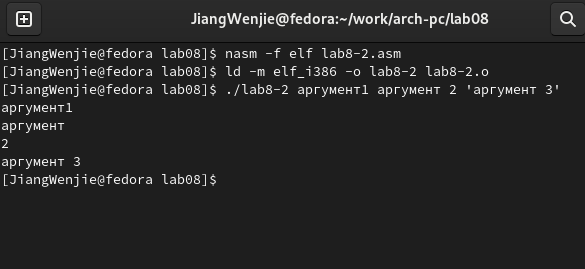 JiangWenjie@fedora:~/work/arch-pc/lab08
[JiangWenjie@fedora lab08]$ nasm -f elf lab8-2.asm
[JiangWenjie@fedora lab08]$ ld -m elf_i386 -o lab8-2 lab8-2.o
[JiangWenjie@fedora lab08]$ ./lab8-2 аргумент1 аргумент 2 'аргумент 3'
аргумент1
аргумент
2
аргумент 3
[JiangWenjie@fedora lab08]$